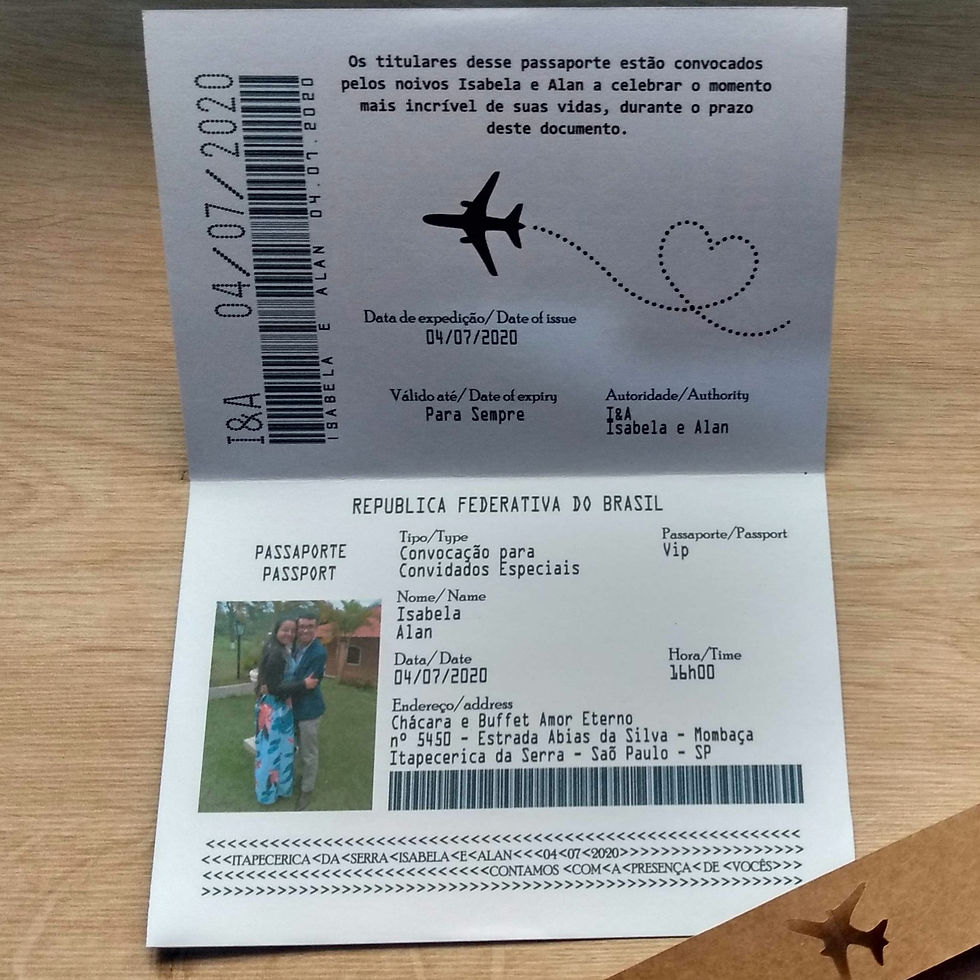 Os titulares desse passaporte estão convocados
pelos noivos Isabela e Alan a celebrar o momento
mais incrível de suas vidas, durante o prazo
deste documento.
I&A 04/07/2020
ISABELA E ALAN 04.07.2020
Data de expedição/ Date of issue
04/07/2020
Válido até/ Date of expiry
Para Sempre
Autoridade/Authority
I&A
Isabela e Alan
REPUBLICA FEDERATIVA DO BRASIL
PASSAPORTE
PASSPORT
Tipo/Type
Convocação para
Convidados Especiais
Passaporte/Passport
Vip
Nome/ Name
Isabela
Alan
Data/ Date
04/07/2020
Hora/Time
16h00
Endereço/address
Chácara e Buffet Amor Eterno
nº 5450 - Estrada Abias da Silva - Mombaça
Itapecerica da Serra - Saõ Paulo - SP
<<<<<<<<<<<<<<<<<<<<<<<<<<<<<<<<<<<<<<<<<<<<<<<<<<<<<<
<<<ITAPECERICA<DA<SERRA<ISABELA<E<ALAN<<<04<07<2020>>>>>>>>>>>>>>>>
<<<<<<<<<<<<<<<<<<<<<<<<<<<CONTAMOS <COM<A<PRESENÇA<DE <VOCÊS>>>
>>>>>>>>>>>>>>>>>>>>>>>>>>>>>>>>>>>>>>>>>>>>>>>>>>>>>>